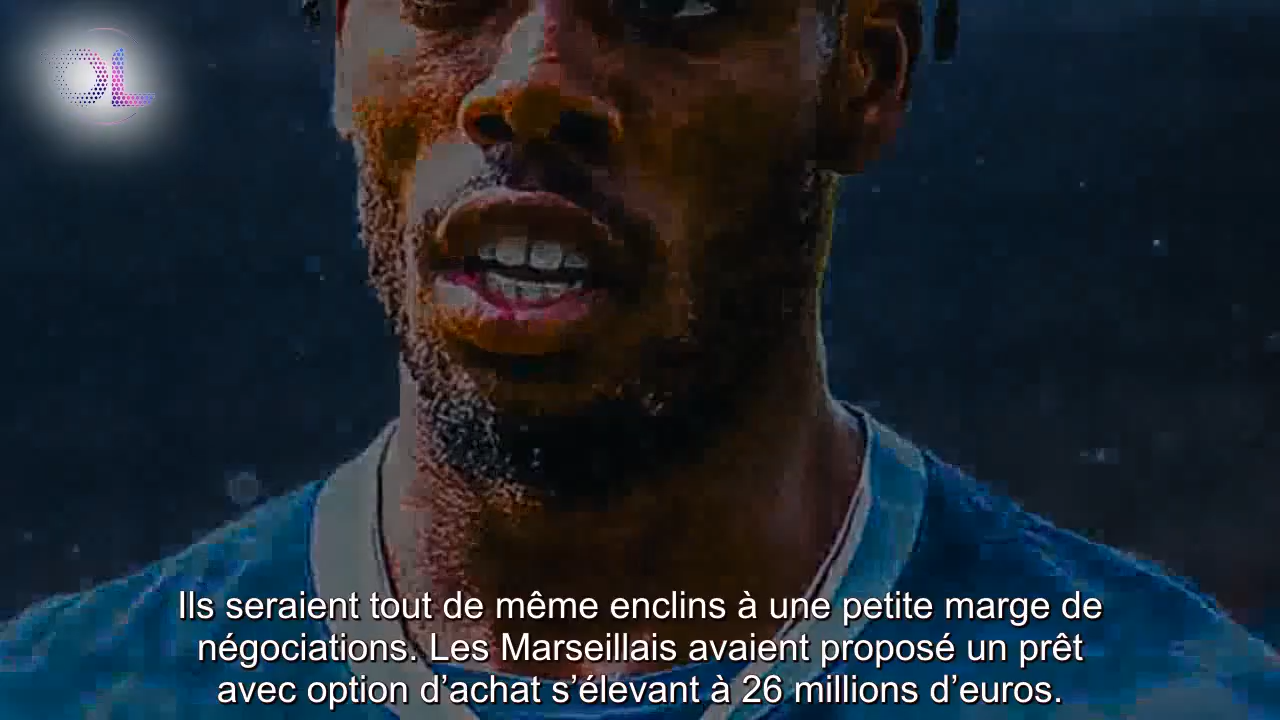 OL
Ils seraient tout de même enclins à une petite marge de
négociations. Les Marseillais avaient proposé un prêt
avec option d’achat s’élevant à 26 millions d’euros.